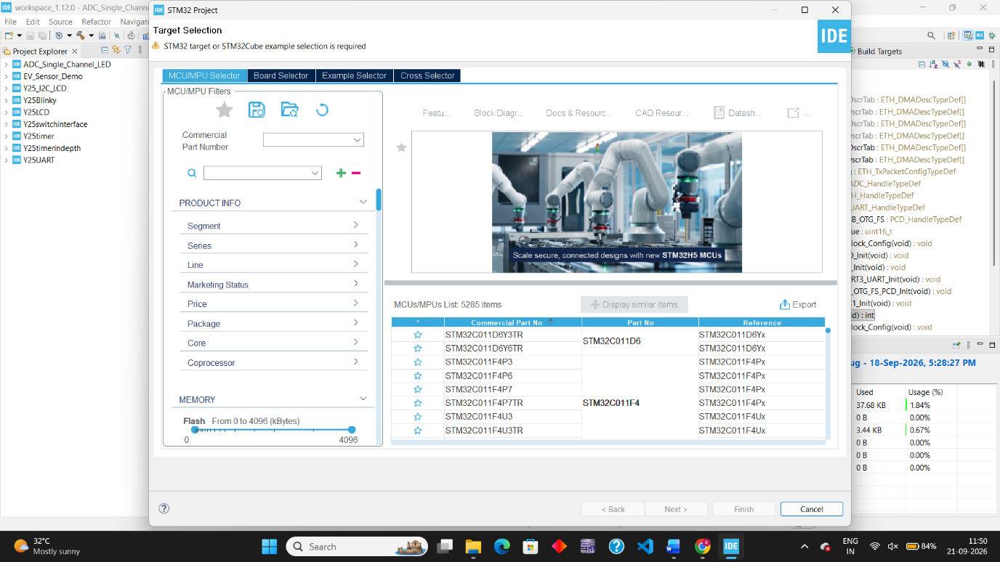 IDE workspace_1.12.0 - ADC_Single_Chann
File Edit Source Refactor Navigat
Project Explorer
ADC_Single_Channel_LED
EV_Sensor_Demo
Y25_I2C_LCD
Y25Blinky
Y25LCD
Y25switchinterface
Y25timer
Y25timerindepth
Y25UART
IDE STM32 Project
Target Selection
STM32 target or STM32Cube example selection is required
IDE
MCU/MPU Selector Board Selector Example Selector Cross Selector
MCU/MPU Filters
Commercial
Part Number
PRODUCT INFO
Segment
Series
Line
Marketing Status
Price
Package
Core
Coprocessor
MEMORY
Flash From 0 to 4096 (kBytes)
0 4096
Featu... Block Diagr... Docs & Resourc... CAD Resour... Datash... ...
Scale secure, connected designs with new STM32H5 MCUs
MCUs/MPUs List: 5285 items + Display similar items Export
* Commercial Part No Part No Reference
STM32C011D6Y3TR STM32C011D6 STM32C011D6Yx
STM32C011D6Y6TR STM32C011D6Yx
STM32C011F4P3 STM32C011F4Px
STM32C011F4P6 STM32C011F4Px
STM32C011F4P7 STM32C011F4Px
STM32C011F4P7TR STM32C011F4 STM32C011F4Px
STM32C011F4U3 STM32C011F4Ux
STM32C011F4U3TR STM32C011F4Ux
< Back Next > Finish Cancel
Build Targets
DscrTab : ETH_DMADescTypeDef[]
DscrTab : ETH_DMADescTypeDef[]
DscrTab : ETH_DMADescTypeDef[]
DscrTab : ETH_DMADescTypeDef[]
DscrTab : ETH_DMADescTypeDef[]
DscrTab : ETH_DMADescTypeDef[]
: ETH_TxPacketConfigTypeDef
ADC_HandleTypeDef
H_HandleTypeDef
ART_HandleTypeDef
B_OTG_FS : PCD_HandleTypeDef
ue : uint16_t
lock_Config(void) : void
O_Init(void) : void
_Init(void) : void
RT3_UART_Init(void) : void
_OTG_FS_PCD_Init(void) : void
C1_Init(void) : void
d) : int
lock_Config(void) : void
ug - 18-Sep-2026, 5:28:27 PM
Used Usage (%)
37.68 KB 1.84%
0 B 0.00%
3.44 KB 0.67%
0 B 0.00%
0 B 0.00%
0 B 0.00%
32°C
Mostly sunny
Search
ENG
IN
84%
11:50
21-09-2026